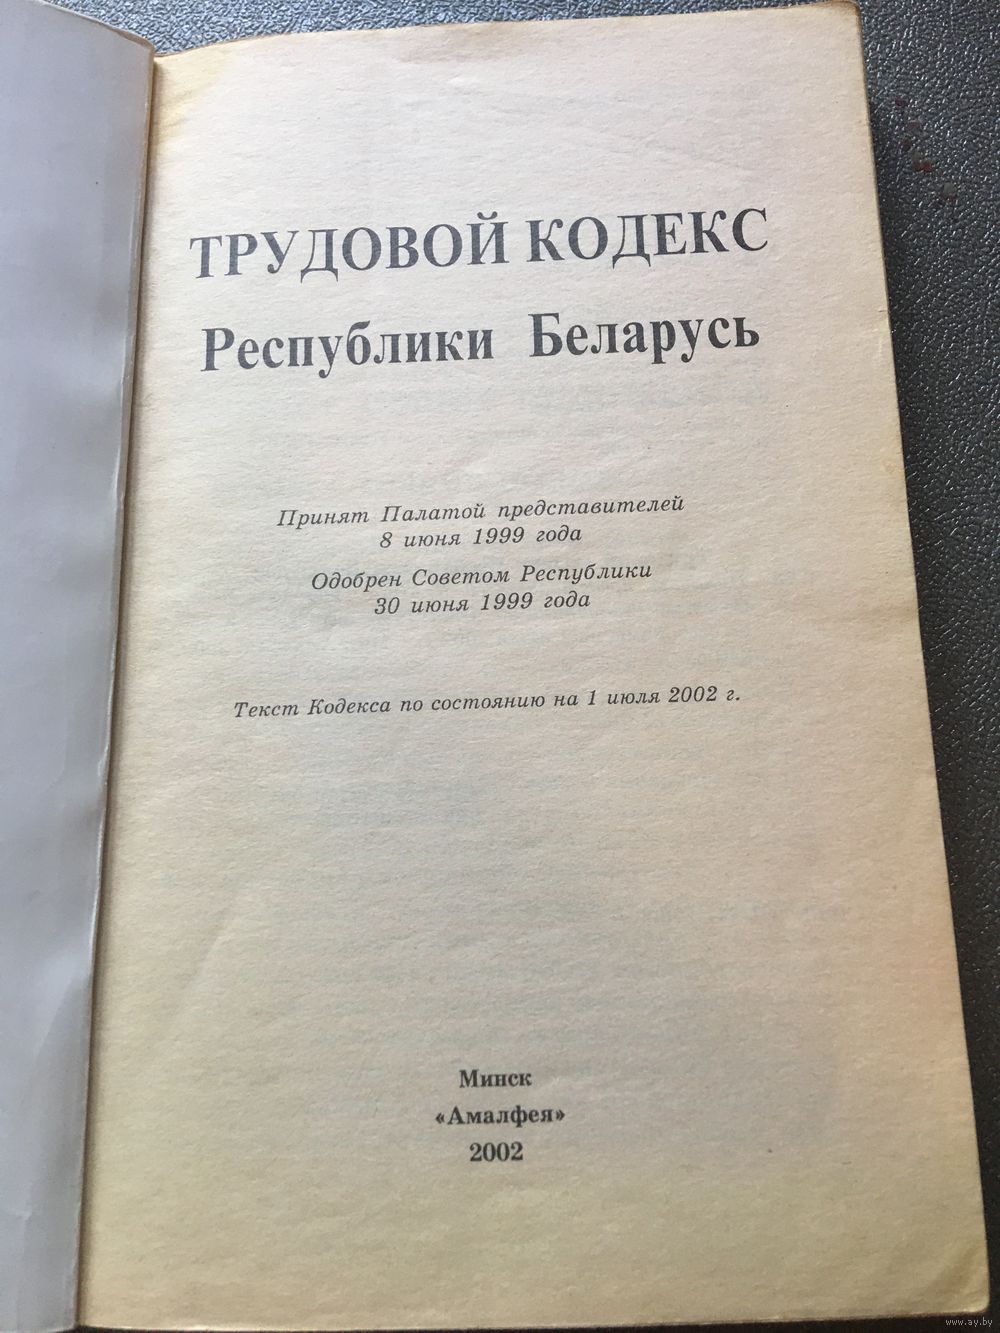 ТРУДОВОЙ КОДЕКС
Республики Беларусь
Принят Палатой представителей
8 июня 1999 года
Одобрен Советом Республики
30 июня 1999 года
Текст Кодекса по состоянию на 1 июля 2002 г.
Минск
«Амалфея»
2002
www.ay.by